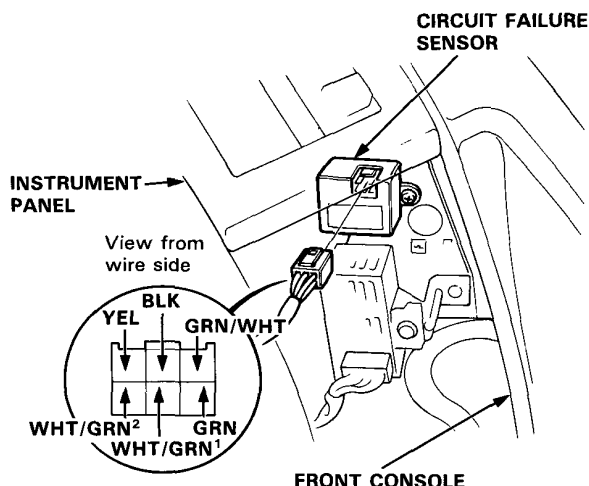 CIRCUIT FAILURE
SENSOR
INSTRUMENT
PANEL
View from
wire side
BLK
YEL
GRN/WHT
WHT/GRN²
GRN
WHT/GRN¹
FRONT CONSOLE